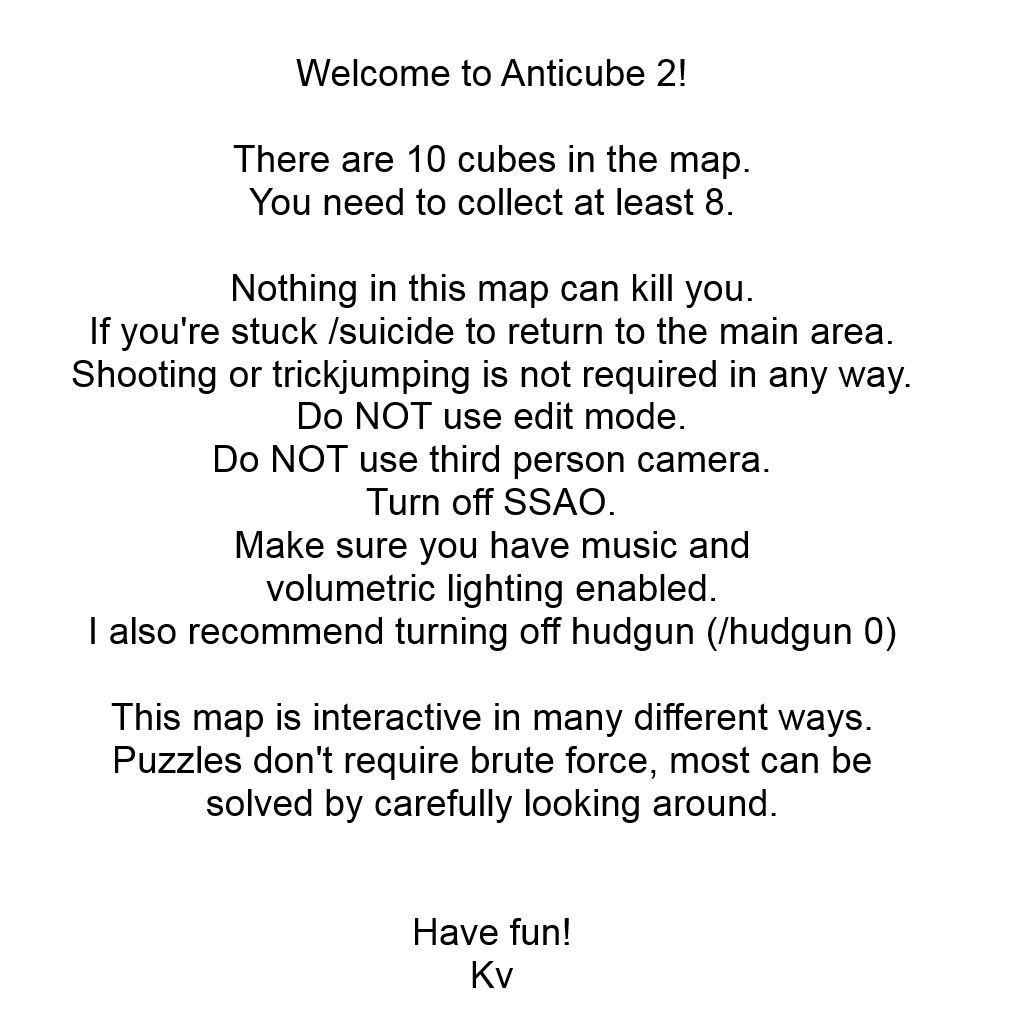 Welcome to Anticube 2!
There are 10 cubes in the map.
You need to collect at least 8.
Nothing in this map can kill you.
If you're stuck /suicide to return to the main area.
Shooting or trickjumping is not required in any way.
Do NOT use edit mode.
Do NOT use third person camera.
Turn off SSAO.
Make sure you have music and
volumetric lighting enabled.
I also recommend turning off hudgun (/hudgun 0)
This map is interactive in many different ways.
Puzzles don't require brute force, most can be
solved by carefully looking around.
Have fun!
Kv